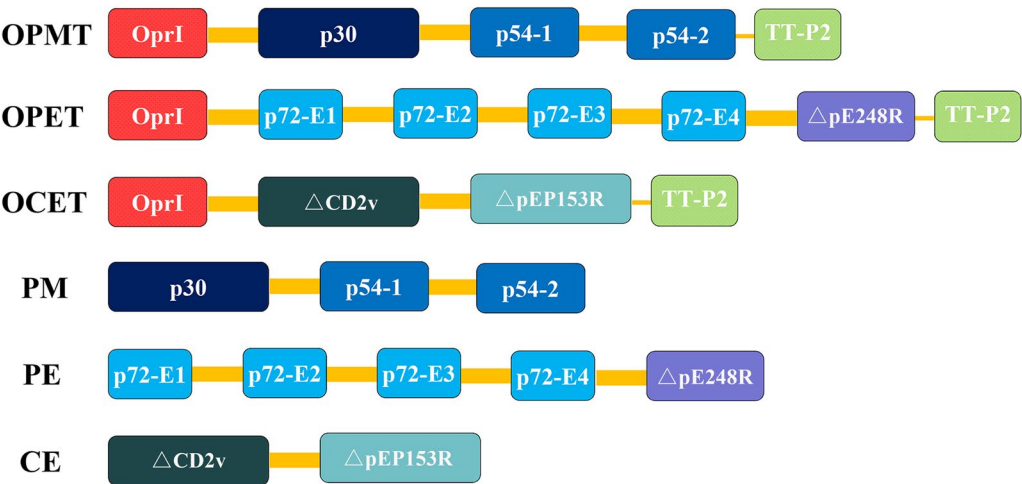 OPMT OprI p30 p54-1 p54-2 TT-P2
OPET OprI p72-E1 p72-E2 p72-E3 p72-E4 △pE248R TT-P2
OCET OprI △CD2v △pEP153R TT-P2
PM p30 p54-1 p54-2
PE p72-E1 p72-E2 p72-E3 p72-E4 △pE248R
CE △CD2v △pEP153R